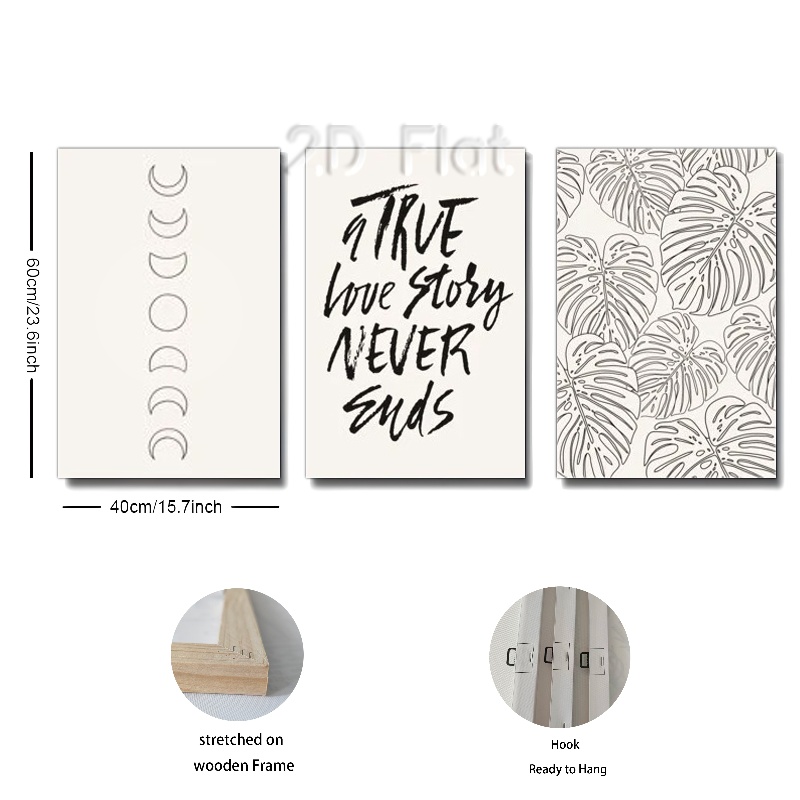 2D Flat
60cm/23.6inch
a TRUE
love Story
NEVER
Ends
40cm/15.7inch
stretched on
wooden Frame
Hook
Ready to Hang